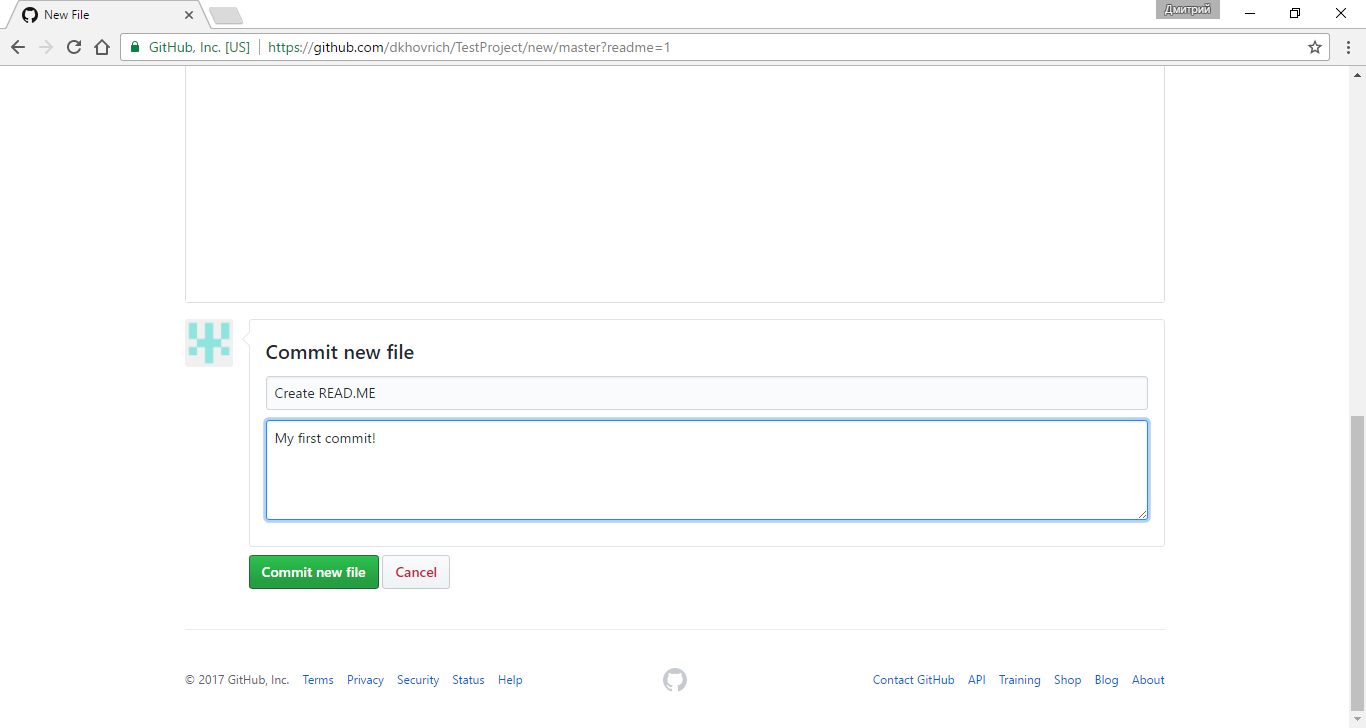 New File
Дмитрий
GitHub, Inc. [US] https://github.com/dkhovrich/TestProject/new/master?readme=1
Commit new file
Create READ.ME
My first commit!
Commit new file Cancel
© 2017 GitHub, Inc. Terms Privacy Security Status Help Contact GitHub API Training Shop Blog About